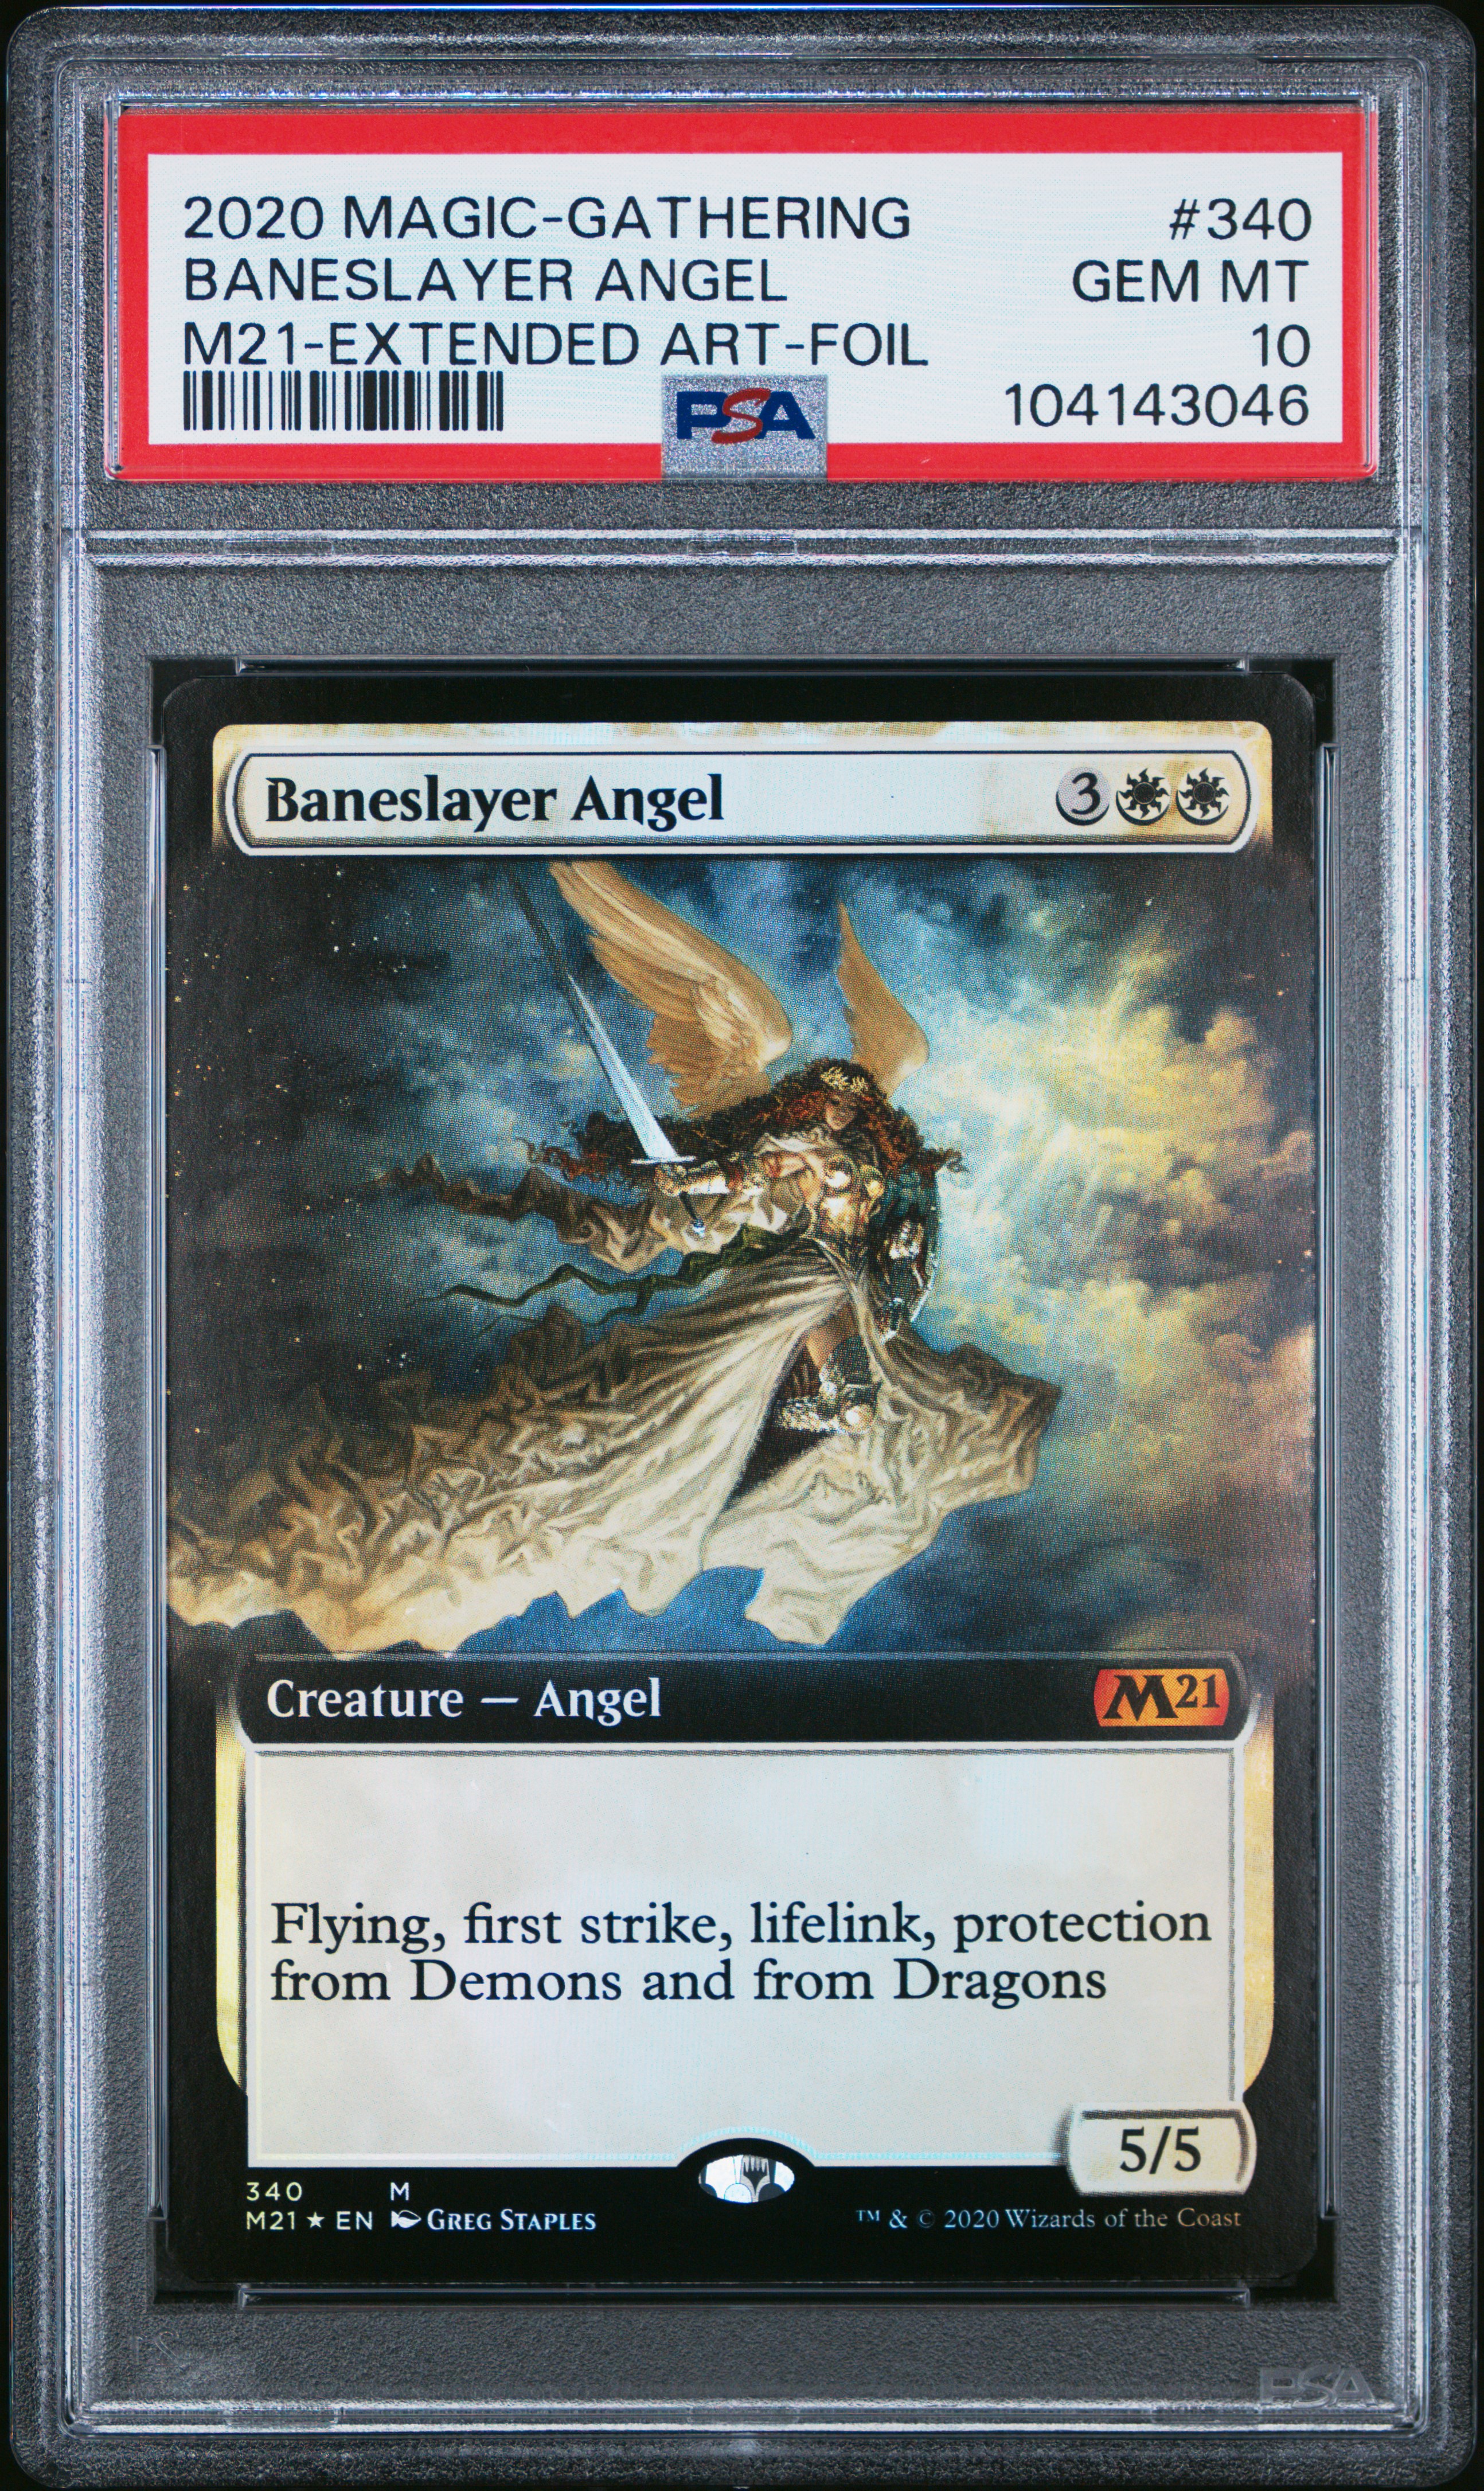 2020 MAGIC-GATHERING #340
BANESLAYER ANGEL GEM MT
M21-EXTENDED ART-FOIL 10
PSA 104143046
Baneslayer Angel 3
Creature — Angel M21
Flying, first strike, lifelink, protection
from Demons and from Dragons
5/5
340 M
M21 ★ EN GREG STAPLES ™ & © 2020 Wizards of the Coast
PSA